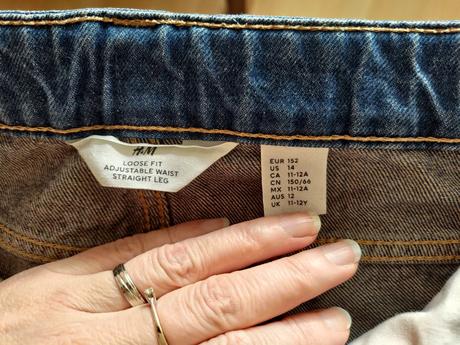 H&M
LOOSE FIT
ADJUSTABLE WAIST
STRAIGHT LEG
EUR 152
US 14
CA 11-12A
CN 150/66
MX 11-12A
AUS 12
UK 11-12Y